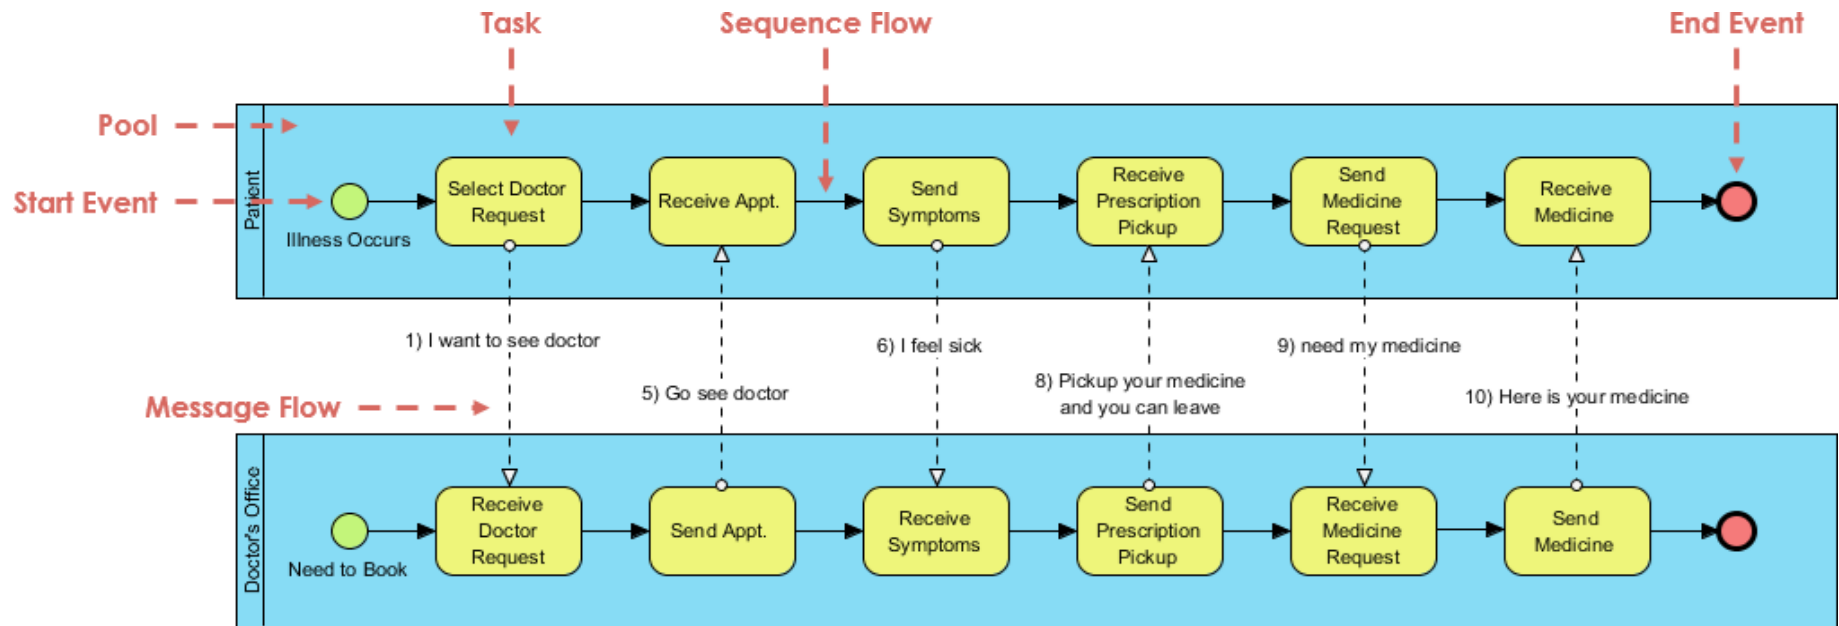 Task
Sequence Flow
End Event
Pool
Start Event
Patient
Illness Occurs
Select Doctor
Request
Receive Appt.
Send
Symptoms
Receive
Prescription
Pickup
Send
Medicine
Request
Receive
Medicine
1) I want to see doctor
5) Go see doctor
6) I feel sick
8) Pickup your medicine
and you can leave
9) need my medicine
10) Here is your medicine
Message Flow
Doctor's Office
Need to Book
Receive
Doctor
Request
Send Appt.
Receive
Symptoms
Send
Prescription
Pickup
Receive
Medicine
Request
Send
Medicine